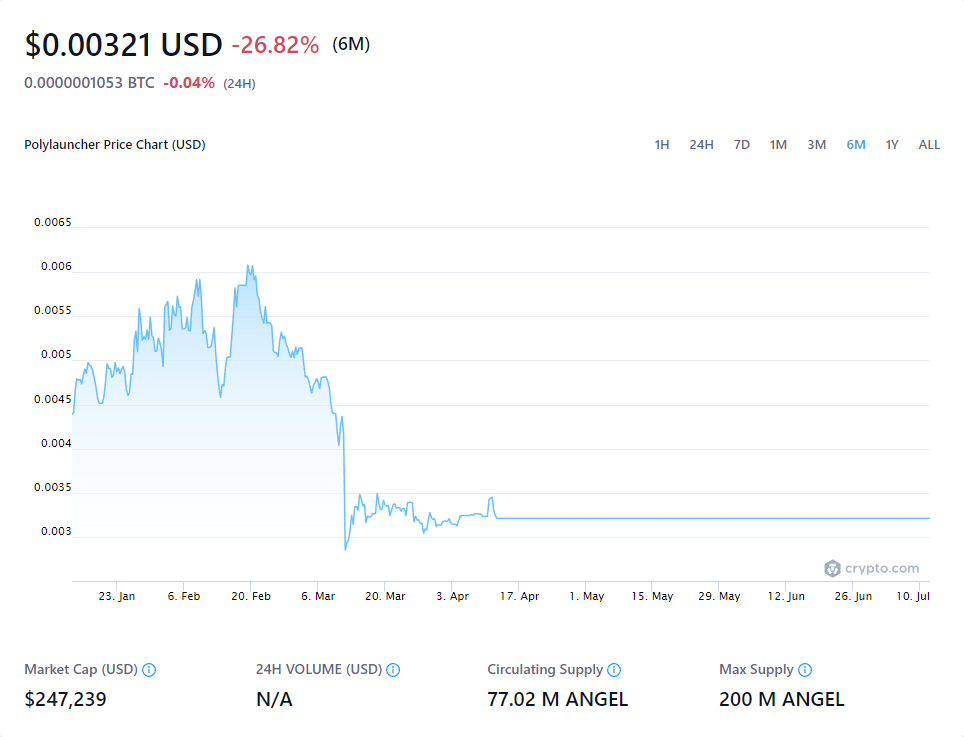 $0.00321 USD -26.82% (6M)
0.0000001053 BTC -0.04% (24H)
Polylauncher Price Chart (USD) 1H 24H 7D 1M 3M 6M 1Y ALL
0.0065
0.006
0.0055
0.005
0.0045
0.004
0.0035
0.003
crypto.com
23. Jan 6. Feb 20. Feb 6. Mar 20. Mar 3. Apr 17. Apr 1. May 15. May 29. May 12. Jun 26. Jun 10. Jul
Market Cap (USD) 24H VOLUME (USD) Circulating Supply Max Supply
$247,239 N/A 77.02 M ANGEL 200 M ANGEL